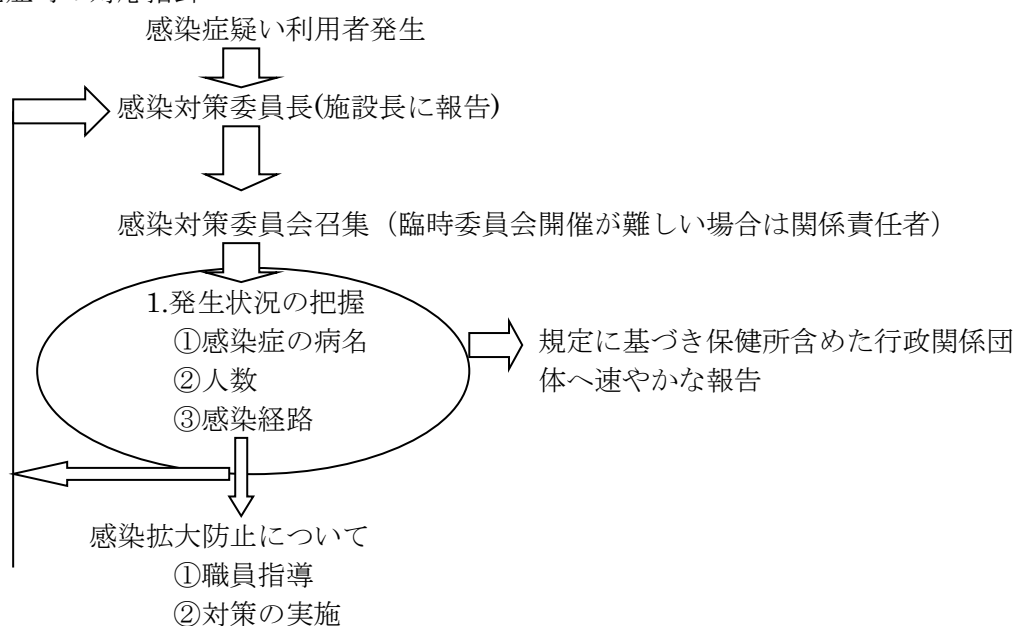 感染症疑い利用者発生
感染対策委員長(施設長に報告)
感染対策委員会召集（臨時委員会開催が難しい場合は関係責任者）
1.発生状況の把握
①感染症の病名
②人数
③感染経路
規定に基づき保健所含めた行政関係団
体へ速やかな報告
感染拡大防止について
①職員指導
②対策の実施